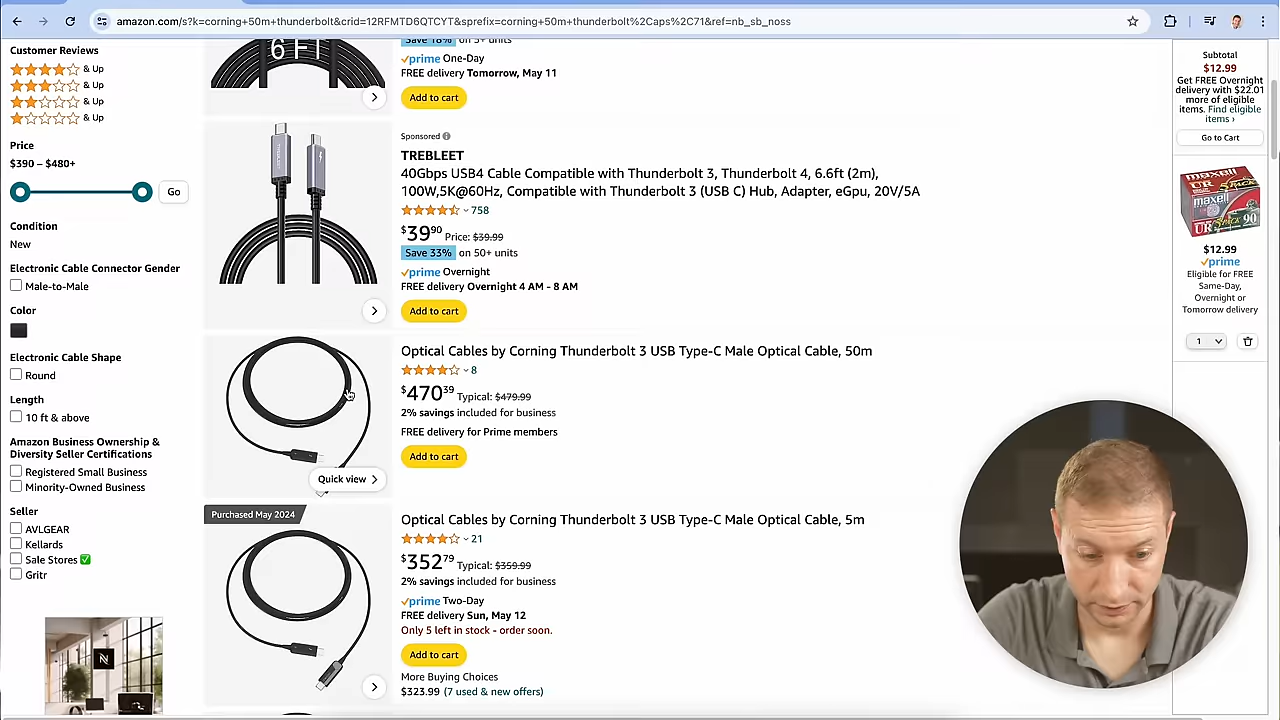 amazon.com/s?k=corning+50m+thunderbolt&crid=12RFMTD6QTCYT&sprefix=corning+50m+thunderbolt%2Caps%2C71&ref=nb_sb_noss
Customer Reviews
& Up
& Up
& Up
& Up
Price
$390 – $480+
Go
Condition
New
Electronic Cable Connector Gender
Male-to-Male
Color
Electronic Cable Shape
Round
Length
10 ft & above
Amazon Business Ownership &
Diversity Seller Certifications
Registered Small Business
Minority-Owned Business
Seller
AVLGEAR
Kellards
Sale Stores ✅
Gritr
N
6 FT
Save 18% on 5+ units
prime One-Day
FREE delivery Tomorrow, May 11
Add to cart
Sponsored
TREBLEET
40Gbps USB4 Cable Compatible with Thunderbolt 3, Thunderbolt 4, 6.6ft (2m),
100W,5K@60Hz, Compatible with Thunderbolt 3 (USB C) Hub, Adapter, eGpu, 20V/5A
758
$39.90 Price: $39.99
Save 33% on 50+ units
prime Overnight
FREE delivery Overnight 4 AM - 8 AM
Add to cart
Optical Cables by Corning Thunderbolt 3 USB Type-C Male Optical Cable, 50m
8
$470.39 Typical: $479.99
2% savings included for business
FREE delivery for Prime members
Add to cart
Quick view
Purchased May 2024
Optical Cables by Corning Thunderbolt 3 USB Type-C Male Optical Cable, 5m
21
$352.79 Typical: $359.99
2% savings included for business
prime Two-Day
FREE delivery Sun, May 12
Only 5 left in stock - order soon.
Add to cart
More Buying Choices
$323.99 (7 used & new offers)
Subtotal
$12.99
Get FREE Overnight
delivery with $22.01
more of eligible
items. Find eligible
items ›
Go to Cart
maxell
UR 5 PACK
maxell
UR 90
$12.99
prime
Eligible for FREE
Same-Day,
Overnight or
Tomorrow delivery
1